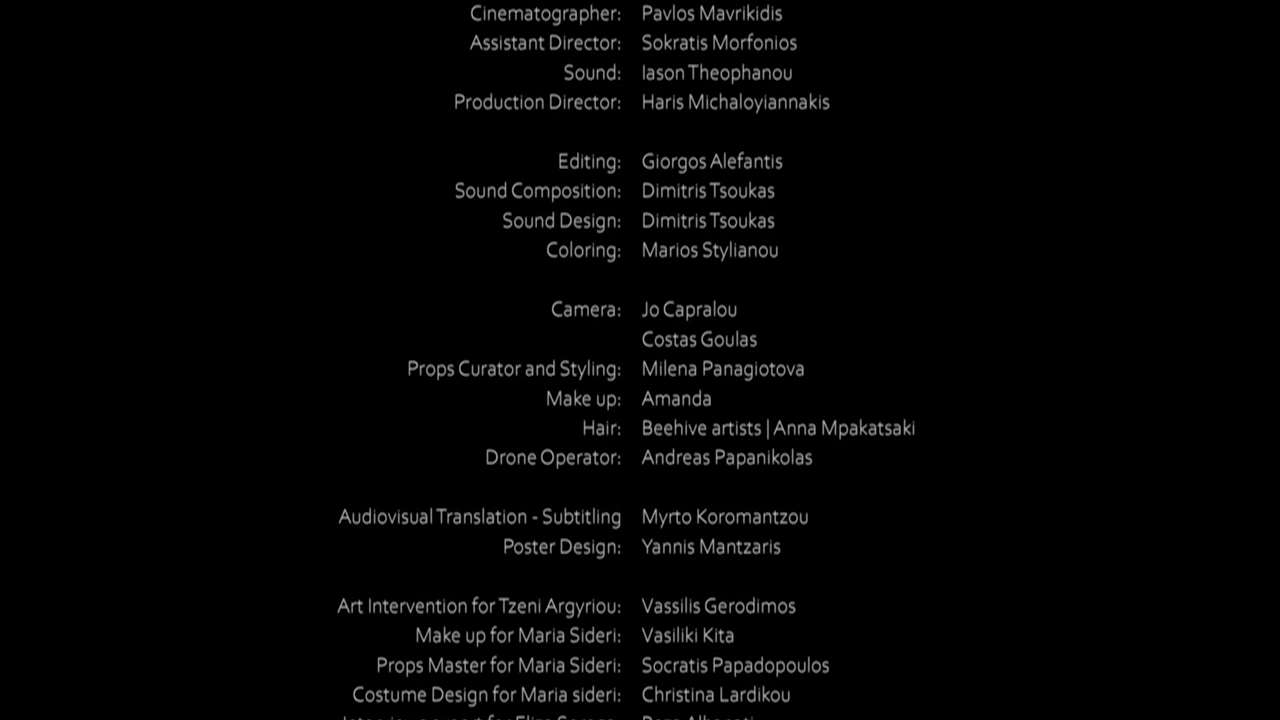 Cinematographer: Pavlos Mavrikidis
Assistant Director: Sokratis Morfonios
Sound: Iason Theophanou
Production Director: Haris Michaloyiannakis
Editing: Giorgos Alefantis
Sound Composition: Dimitris Tsoukas
Sound Design: Dimitris Tsoukas
Coloring: Marios Stylianou
Camera: Jo Capralou
Costas Goulas
Props Curator and Styling: Milena Panagiotova
Make up: Amanda
Hair: Beehive artists | Anna Mpakatsaki
Drone Operator: Andreas Papanikolas
Audiovisual Translation - Subtitling Myrto Koromantzou
Poster Design: Yannis Mantzaris
Art Intervention for Tzeni Argyriou: Vassilis Gerodimos
Make up for Maria Sideri: Vasiliki Kita
Props Master for Maria Sideri: Socratis Papadopoulos
Costume Design for Maria sideri: Christina Lardikou